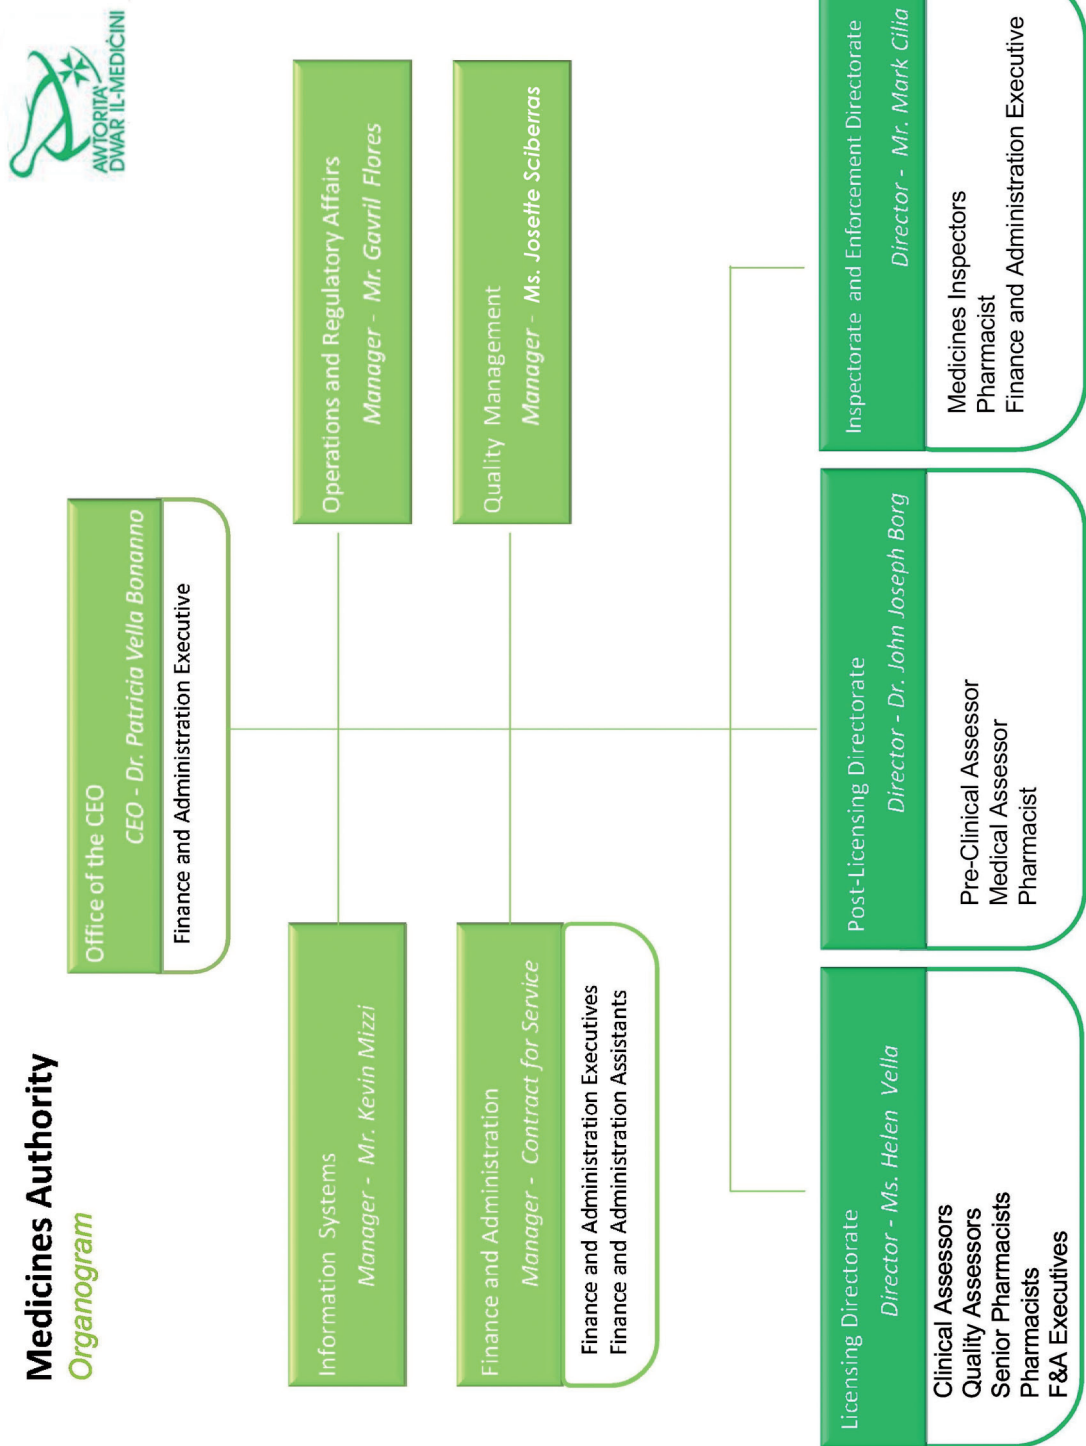 Medicines Authority
Organogram
AWTORITA'
DWAR IL-MEDIĊINI
Office of the CEO
CEO - Dr. Patricia Vella Bonanno
Finance and Administration Executive
Information Systems
Manager - Mr. Kevin Mizzi
Operations and Regulatory Affairs
Manager - Mr. Gavril Flores
Finance and Administration
Manager - Contract for Service
Finance and Administration Executives
Finance and Administration Assistants
Quality Management
Manager - Ms. Josette Sciberras
Licensing Directorate
Director - Ms. Helen Vella
Clinical Assessors
Quality Assessors
Senior Pharmacists
Pharmacists
F&A Executives
Post-Licensing Directorate
Director - Dr. John Joseph Borg
Pre-Clinical Assessor
Medical Assessor
Pharmacist
Inspectorate and Enforcement Directorate
Director - Mr. Mark Cilia
Medicines Inspectors
Pharmacist
Finance and Administration Executive